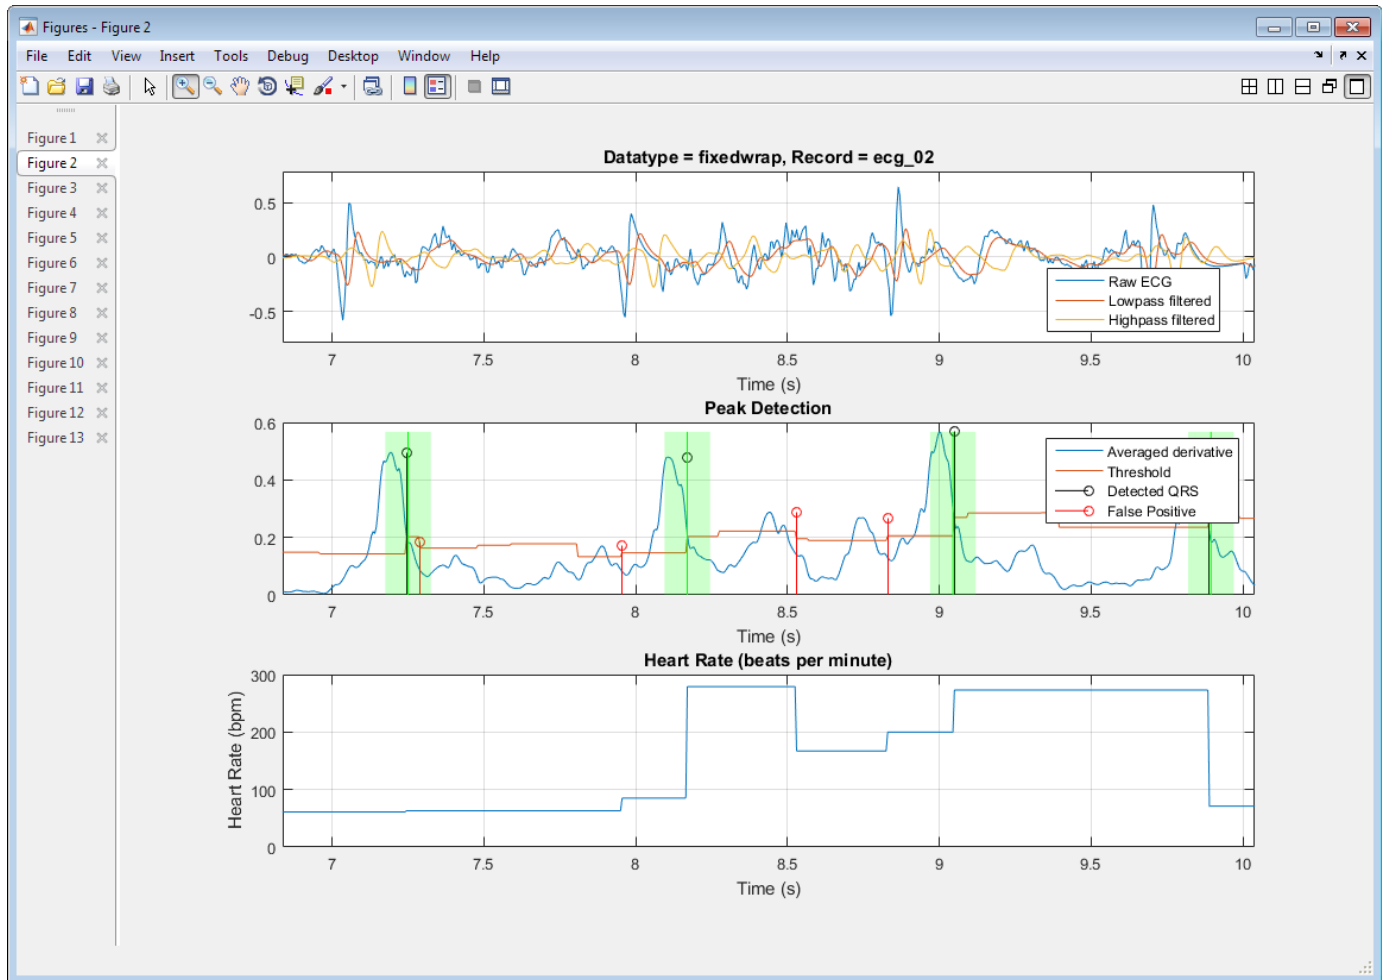 Figures - Figure 2
File Edit View Insert Tools Debug Desktop Window Help
Figure 1
Figure 2
Figure 3
Figure 4
Figure 5
Figure 6
Figure 7
Figure 8
Figure 9
Figure 10
Figure 11
Figure 12
Figure 13
Datatype = fixedwrap, Record = ecg_02
0.5
0
-0.5
Raw ECG
Lowpass filtered
Highpass filtered
7 7.5 8 8.5 9 9.5 10
Time (s)
Peak Detection
0.6
0.4
0.2
0
Averaged derivative
Threshold
Detected QRS
False Positive
7 7.5 8 8.5 9 9.5 10
Time (s)
Heart Rate (beats per minute)
Heart Rate (bpm)
300
200
100
0
7 7.5 8 8.5 9 9.5 10
Time (s)